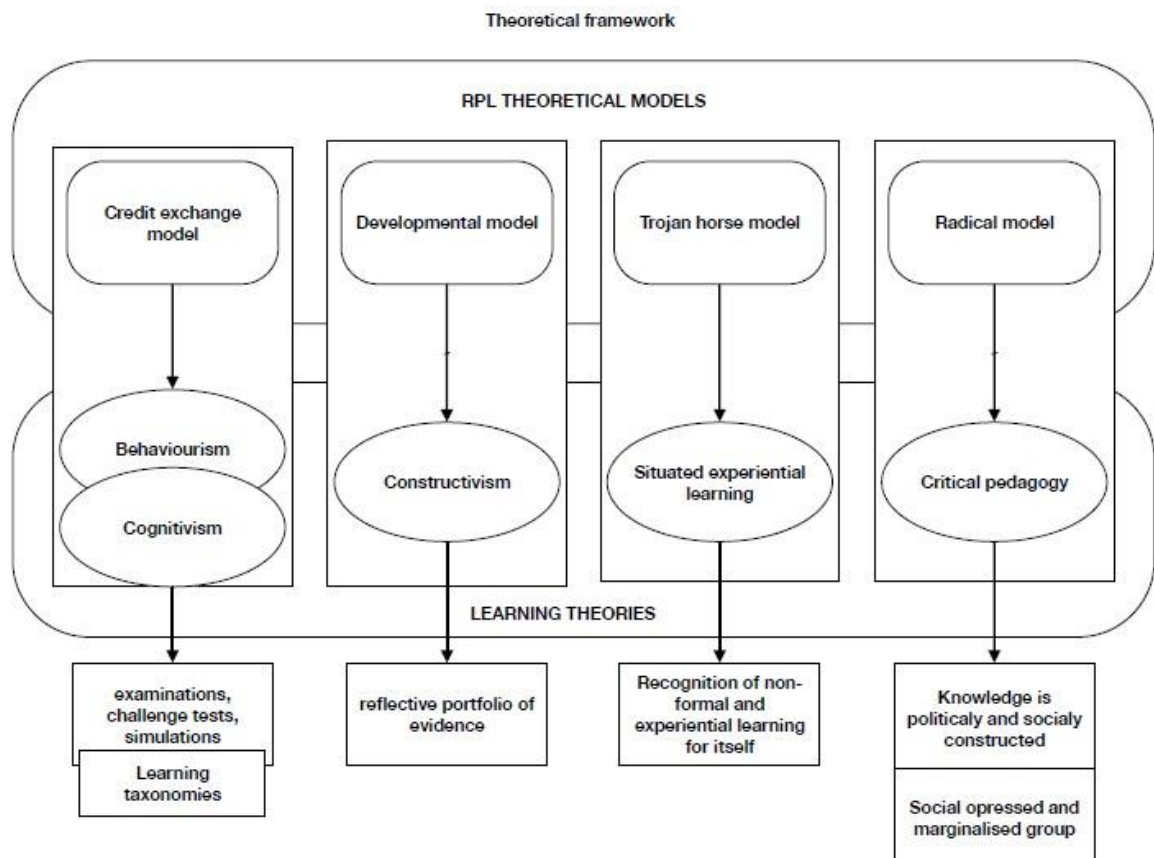 Theoretical framework
RPL THEORETICAL MODELS
Credit exchange
model
Developmental model
Trojan horse model
Radical model
Behaviourism
Cognitivism
Constructivism
Situated experiential
learning
Critical pedagogy
LEARNING THEORIES
examinations,
challenge tests,
simulations
Learning
taxonomies
reflective portfolio of
evidence
Recognition of non-
formal and
experiential learning
for itself
Knowledge is
politicaly and socialy
constructed
Social opressed and
marginalised group